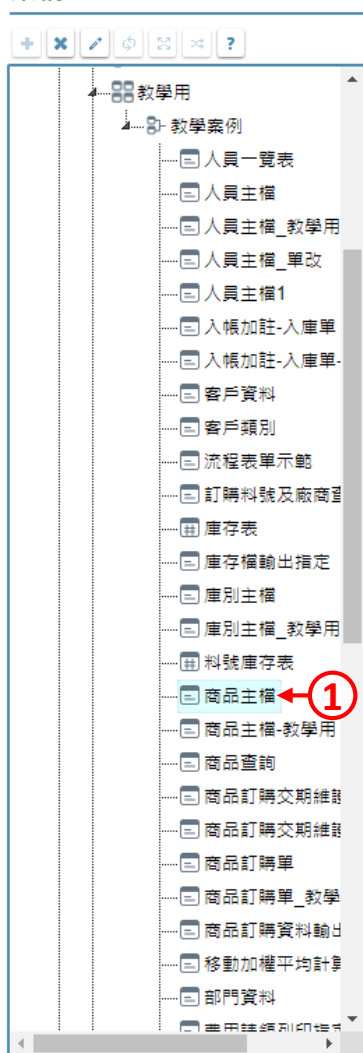 ?
教學用
教學案例
人員一覽表
人員主檔
人員主檔_教學用
人員主檔_單改
人員主檔1
入帳加註-入庫單
入帳加註-入庫單-
客戶資料
客戶類別
流程表單示範
訂購料號及廠商查
庫存表
庫存檔輸出指定
庫別主檔
庫別主檔_教學用
料號庫存表
商品主檔 1
商品主檔-教學用
商品查詢
商品訂購交期維護
商品訂購交期維護
商品訂購單
商品訂購單_教學
商品訂購資料輸出
移動加權平均計算
部門資料